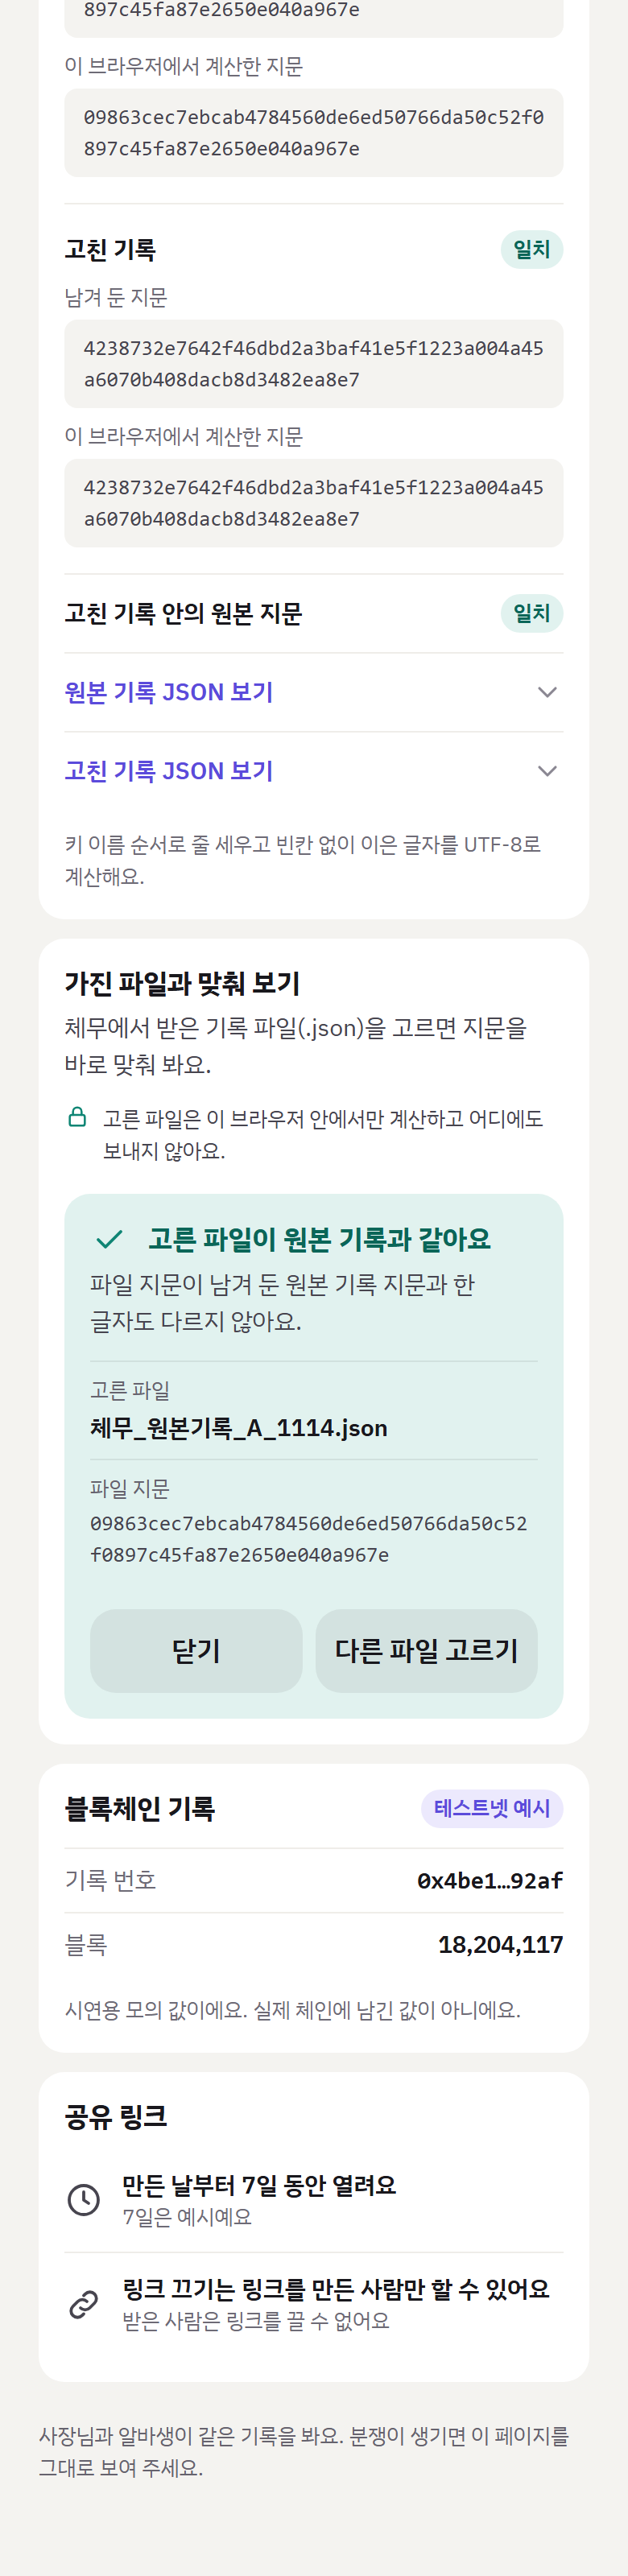 897c45fa87e2650e040a967e
이 브라우저에서 계산한 지문
09863cec7ebcab4784560de6ed50766da50c52f0
897c45fa87e2650e040a967e
고친 기록
일치
남겨 둔 지문
4238732e7642f46dbd2a3baf41e5f1223a004a45
a6070b408dacb8d3482ea8e7
이 브라우저에서 계산한 지문
4238732e7642f46dbd2a3baf41e5f1223a004a45
a6070b408dacb8d3482ea8e7
고친 기록 안의 원본 지문
일치
원본 기록 JSON 보기
고친 기록 JSON 보기
키 이름 순서로 줄 세우고 빈칸 없이 이은 글자를 UTF-8로
계산해요.
가진 파일과 맞춰 보기
체무에서 받은 기록 파일(.json)을 고르면 지문을
바로 맞춰 봐요.
고른 파일은 이 브라우저 안에서만 계산하고 어디에도
보내지 않아요.
고른 파일이 원본 기록과 같아요
파일 지문이 남겨 둔 원본 기록 지문과 한
글자도 다르지 않아요.
고른 파일
체무_원본기록_A_1114.json
파일 지문
09863cec7ebcab4784560de6ed50766da50c52
f0897c45fa87e2650e040a967e
닫기
다른 파일 고르기
블록체인 기록
테스트넷 예시
기록 번호
0x4be1…92af
블록
18,204,117
시연용 모의 값이에요. 실제 체인에 남긴 값이 아니에요.
공유 링크
만든 날부터 7일 동안 열려요
7일은 예시예요
링크 끄기는 링크를 만든 사람만 할 수 있어요
받은 사람은 링크를 끌 수 없어요
사장님과 알바생이 같은 기록을 봐요. 분쟁이 생기면 이 페이지를
그대로 보여 주세요.